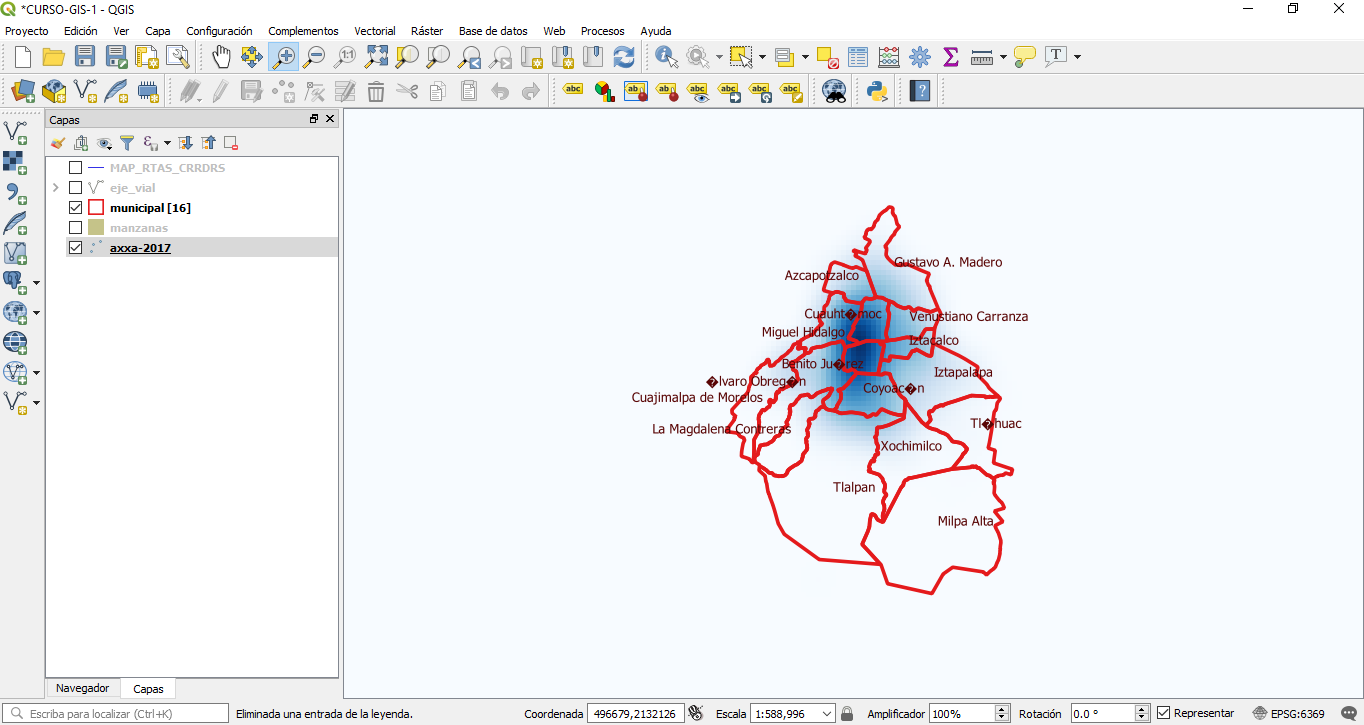 *CURSO-GIS-1 - QGIS
Proyecto Edición Ver Capa Configuración Complementos Vectorial Ráster Base de datos Web Procesos Ayuda
Capas
MAP_RTAS_CRRDRS
eje_vial
municipal [16]
manzanas
axxa-2017
Gustavo A. Madero
Azcapotzalco
Cuauht�moc
Venustiano Carranza
Miguel Hidalgo
Iztacalco
Benito Ju�rez
Iztapalapa
�lvaro Obreg�n
Coyoac�n
Cuajimalpa de Morelos
Tl�huac
La Magdalena Contreras
Xochimilco
Tlalpan
Milpa Alta
Navegador Capas
Escriba para localizar (Ctrl+K) Eliminada una entrada de la leyenda. Coordenada 496679,2132126 Escala 1:588,996 Amplificador 100% Rotación 0.0 ° Representar EPSG:6369